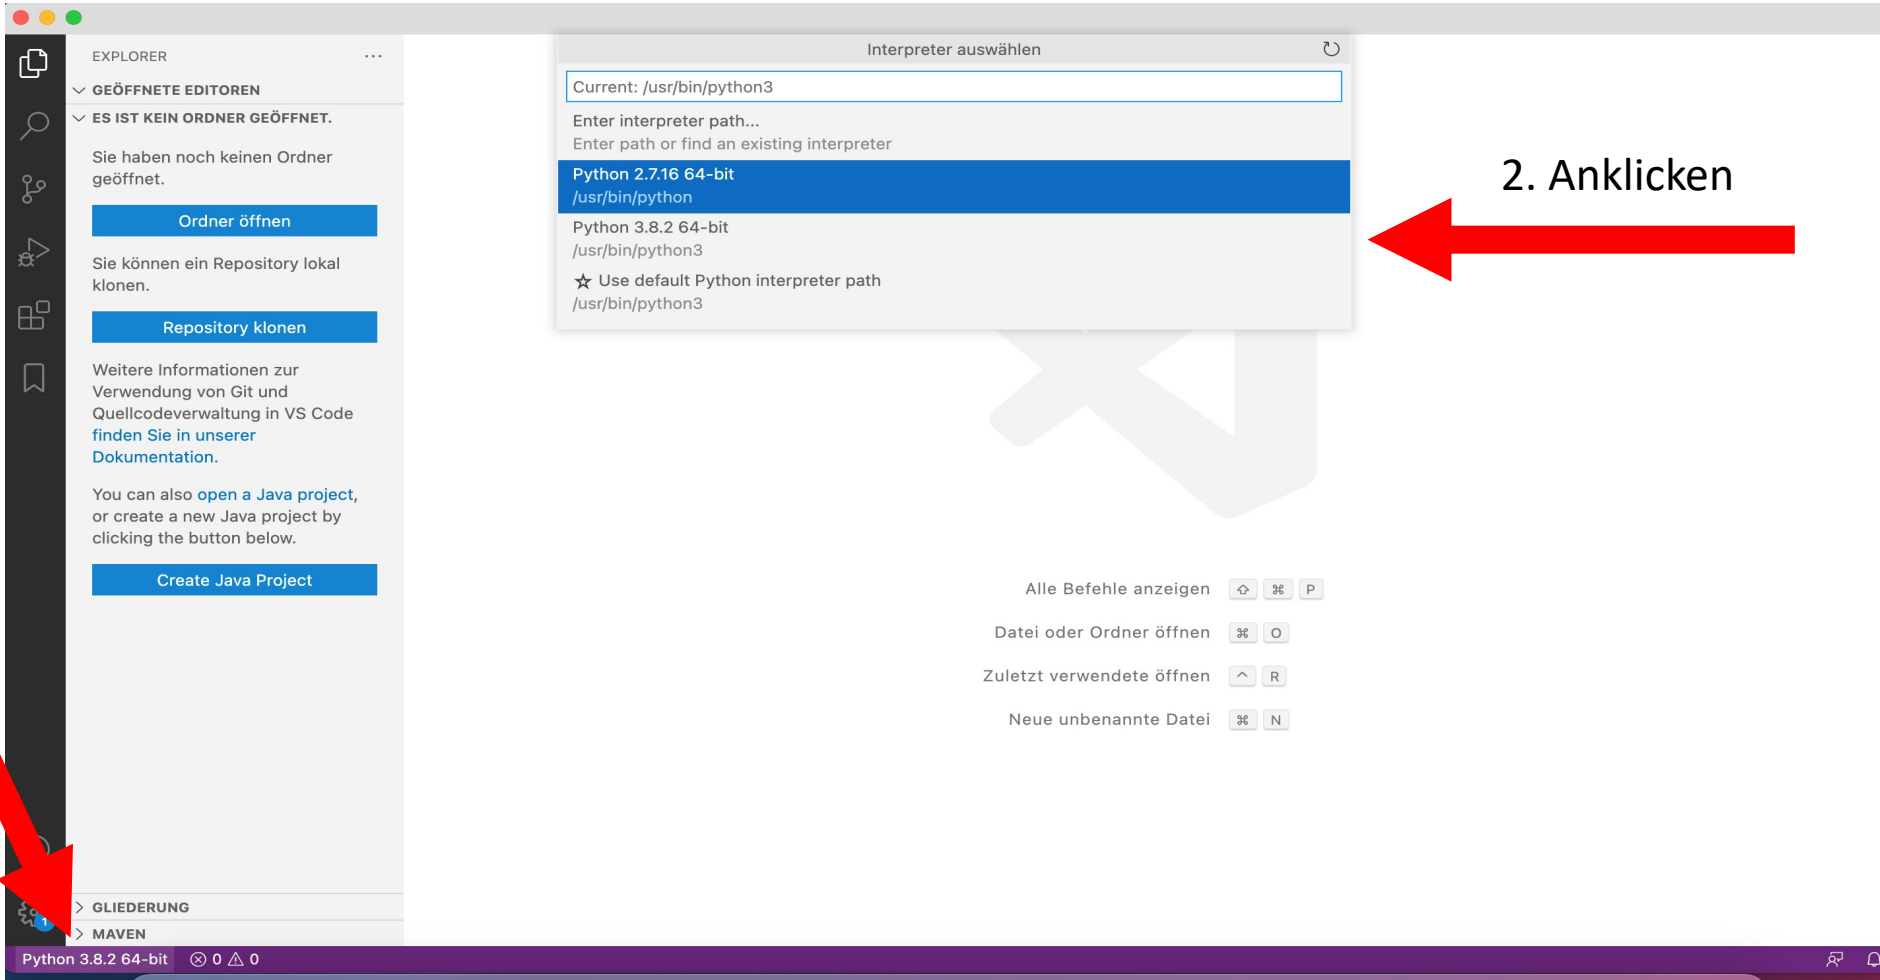 EXPLORER
GEÖFFNETE EDITOREN
ES IST KEIN ORDNER GEÖFFNET.
Sie haben noch keinen Ordner
geöffnet.
Ordner öffnen
Sie können ein Repository lokal
klonen.
Repository klonen
Weitere Informationen zur
Verwendung von Git und
Quellcodeverwaltung in VS Code
finden Sie in unserer
Dokumentation.
You can also open a Java project,
or create a new Java project by
clicking the button below.
Create Java Project
GLIEDERUNG
MAVEN
Interpreter auswählen
Current: /usr/bin/python3
Enter interpreter path...
Enter path or find an existing interpreter
Python 2.7.16 64-bit
/usr/bin/python
Python 3.8.2 64-bit
/usr/bin/python3
☆ Use default Python interpreter path
/usr/bin/python3
2. Anklicken
Alle Befehle anzeigen ⇧ ⌘ P
Datei oder Ordner öffnen ⌘ O
Zuletzt verwendete öffnen ^ R
Neue unbenannte Datei ⌘ N
1
Python 3.8.2 64-bit 0 0